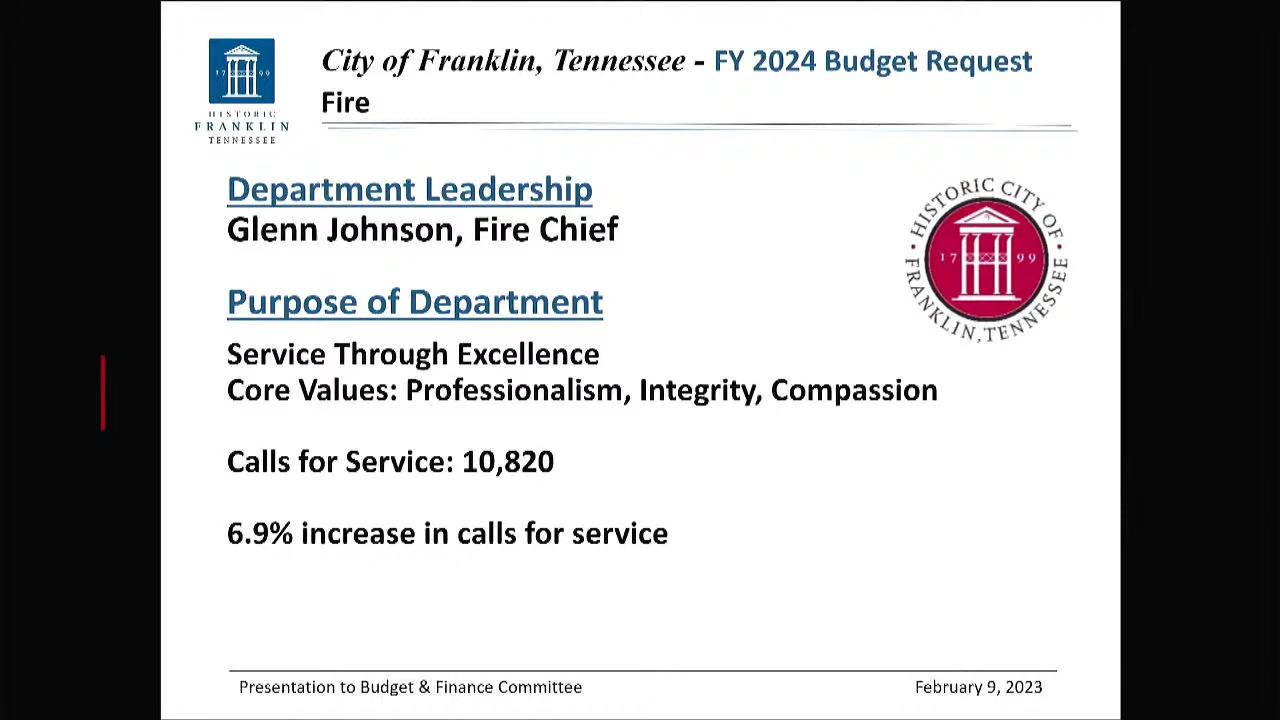 City of Franklin, Tennessee - FY 2024 Budget Request
Fire
1799
HISTORIC
FRANKLIN
TENNESSEE
Department Leadership
Glenn Johnson, Fire Chief
HISTORIC CITY OF
1799
FRANKLIN, TENNESSEE
Purpose of Department
Service Through Excellence
Core Values: Professionalism, Integrity, Compassion
Calls for Service: 10,820
6.9% increase in calls for service
Presentation to Budget & Finance Committee
February 9, 2023